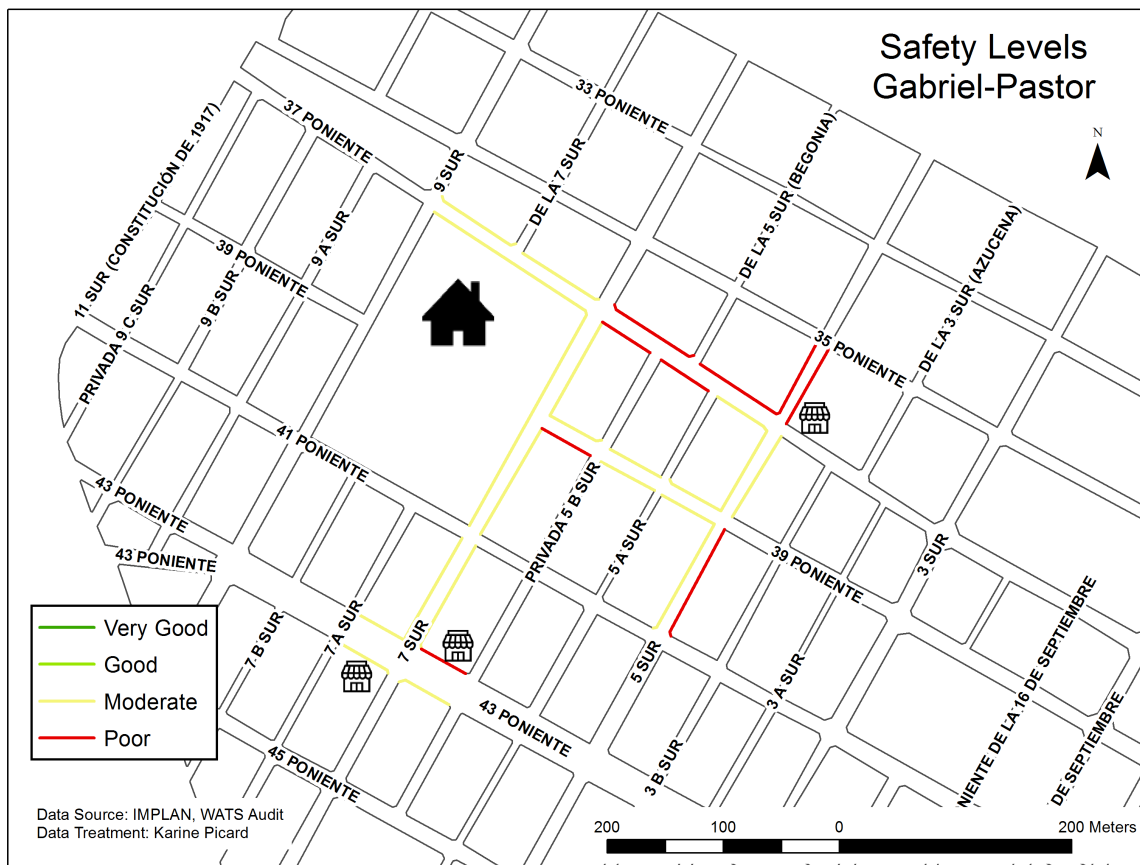 Safety Levels
Gabriel-Pastor
N
33 PONIENTE
37 PONIENTE
9 SUR
DE LA 7 SUR
DE LA 5 SUR (BEGONIA)
DE LA 3 SUR (AZUCENA)
11 SUR (CONSTITUCIÓN DE 1917)
9 A SUR
39 PONIENTE
9 B SUR
PRIVADA 9 C SUR
35 PONIENTE
41 PONIENTE
43 PONIENTE
43 PONIENTE
PRIVADA 5 B SUR
5 A SUR
39 PONIENTE
3 SUR
7 B SUR
7 A SUR
7 SUR
5 SUR
3 A SUR
NIENTE DE LA 16 DE SEPTIEMBRE
DE SEPTIEMBRE
43 PONIENTE
3 B SUR
45 PONIENTE
Very Good
Good
Moderate
Poor
Data Source: IMPLAN, WATS Audit
Data Treatment: Karine Picard
200 100 0 200 Meters